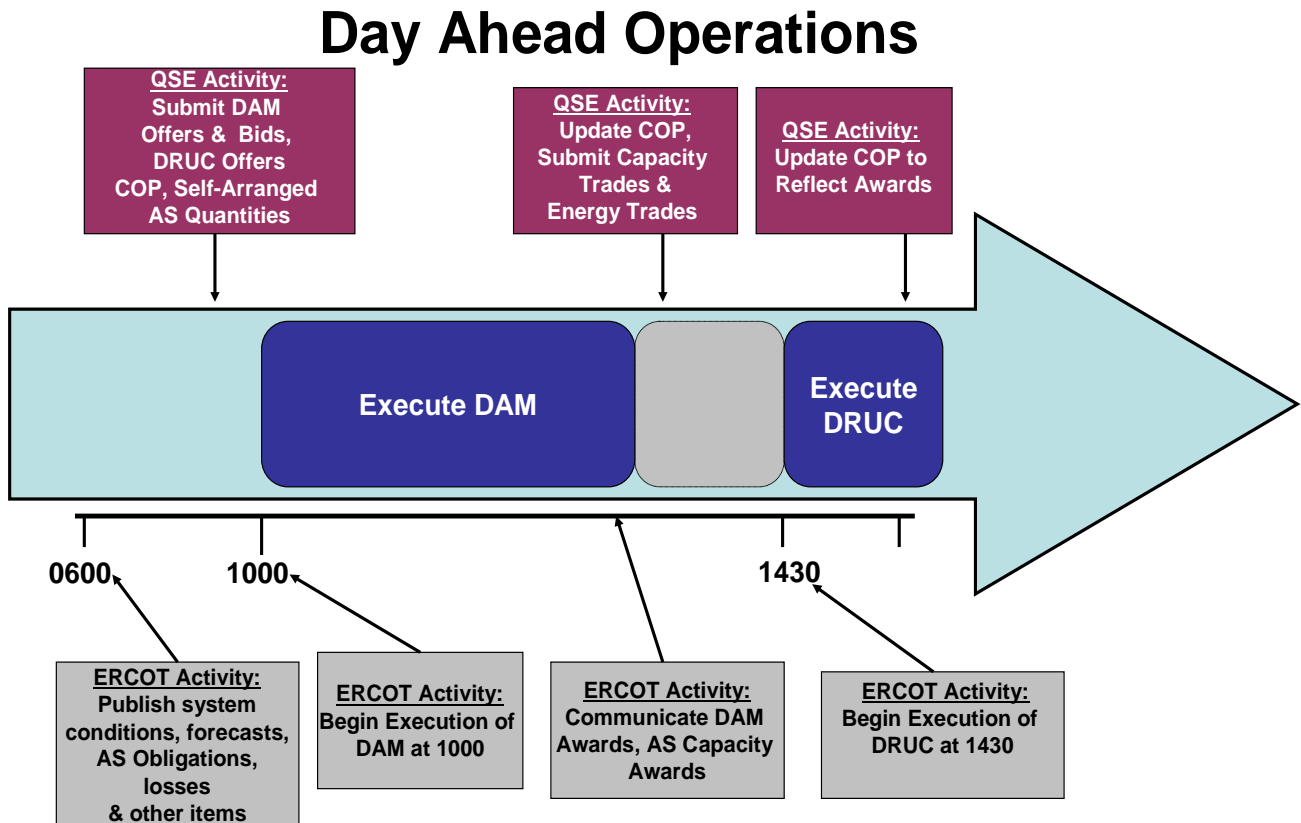 Day Ahead Operations
QSE Activity:
Submit DAM
Offers & Bids,
DRUC Offers
COP, Self-Arranged
AS Quantities
QSE Activity:
Update COP,
Submit Capacity
Trades &
Energy Trades
QSE Activity:
Update COP to
Reflect Awards
Execute DAM
Execute
DRUC
0600
1000
1430
ERCOT Activity:
Publish system
conditions, forecasts,
AS Obligations,
losses
& other items
ERCOT Activity:
Begin Execution of
DAM at 1000
ERCOT Activity:
Communicate DAM
Awards, AS Capacity
Awards
ERCOT Activity:
Begin Execution of
DRUC at 1430